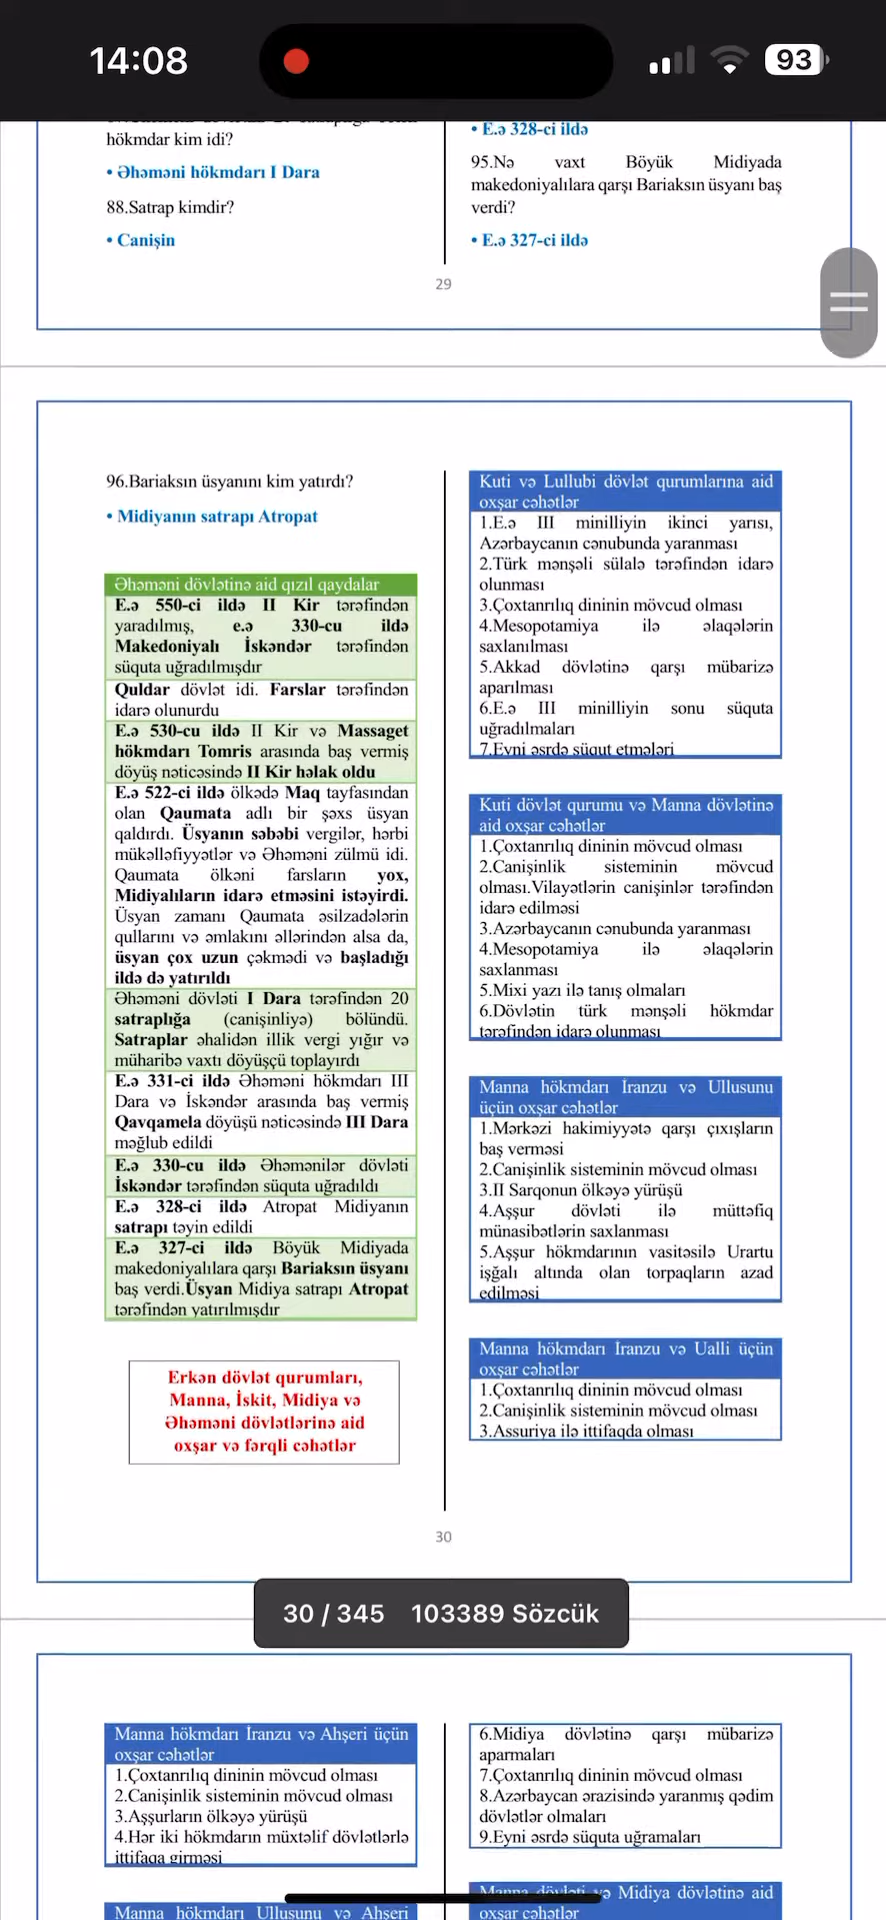 14:08
93
hökmdar kim idi?
• Əhəməni hökmdarı I Dara
88.Satrap kimdir?
• Canişin
• E.ə 328-ci ildə
95.Nə vaxt Böyük Midiyada
makedoniyalılara qarşı Bariaksın üsyanı baş
verdi?
• E.ə 327-ci ildə
29
96.Bariaksın üsyanını kim yatırdı?
• Midiyanın satrapı Atropat
Əhəməni dövlətinə aid qızıl qaydalar
E.ə 550-ci ildə II Kir tərəfindən
yaradılmış, e.ə 330-cu ildə
Makedoniyalı İskəndər tərəfindən
süquta uğradılmışdır
Quldar dövlət idi. Farslar tərəfindən
idarə olunurdu
E.ə 530-cu ildə II Kir və Massaget
hökmdarı Tomris arasında baş vermiş
döyüş nəticəsində II Kir həlak oldu
E.ə 522-ci ildə ölkədə Maq tayfasından
olan Qaumata adlı bir şəxs üsyan
qaldırdı. Üsyanın səbəbi vergilər, hərbi
mükəlləfiyyətlər və Əhəməni zülmü idi.
Qaumata ölkəni farsların yox,
Midiyalıların idarə etməsini istəyirdi.
Üsyan zamanı Qaumata əsilzadələrin
qullarını və əmlakını əllərindən alsa da,
üsyan çox uzun çəkmədi və başladığı
ildə də yatırıldı
Əhəməni dövləti I Dara tərəfindən 20
satraplığa (canişinliyə) bölündü.
Satraplar əhalidən illik vergi yığır və
müharibə vaxtı döyüşçü toplayırdı
E.ə 331-ci ildə Əhəməni hökmdarı III
Dara və İskəndər arasında baş vermiş
Qavqamela döyüşü nəticəsində III Dara
məğlub edildi
E.ə 330-cu ildə Əhəmənilər dövləti
İskəndər tərəfindən süquta uğradıldı
E.ə 328-ci ildə Atropat Midiyanın
satrapı təyin edildi
E.ə 327-ci ildə Böyük Midiyada
makedoniyalılara qarşı Bariaksın üsyanı
baş verdi.Üsyan Midiya satrapı Atropat
tərəfindən yatırılmışdır
Erkən dövlət qurumları,
Manna, İskit, Midiya və
Əhəməni dövlətlərinə aid
oxşar və fərqli cəhətlər
Kuti və Lullubi dövlət qurumlarına aid
oxşar cəhətlər
1.E.ə III minilliyin ikinci yarısı,
Azərbaycanın cənubunda yaranması
2.Türk mənşəli sülalə tərəfindən idarə
olunması
3.Çoxtanrılıq dininin mövcud olması
4.Mesopotamiya ilə əlaqələrin
saxlanılması
5.Akkad dövlətinə qarşı mübarizə
aparılması
6.E.ə III minilliyin sonu süquta
uğradılmaları
7.Eyni əsrdə süqut etmələri
Kuti dövlət qurumu və Manna dövlətinə
aid oxşar cəhətlər
1.Çoxtanrılıq dininin mövcud olması
2.Canişinlik sisteminin mövcud
olması.Vilayətlərin canişinlər tərəfindən
idarə edilməsi
3.Azərbaycanın cənubunda yaranması
4.Mesopotamiya ilə əlaqələrin
saxlanması
5.Mixi yazı ilə tanış olmaları
6.Dövlətin türk mənşəli hökmdar
tərəfindən idarə olunması
Manna hökmdarı İranzu və Ullusunu
üçün oxşar cəhətlər
1.Mərkəzi hakimiyyətə qarşı çıxışların
baş verməsi
2.Canişinlik sisteminin mövcud olması
3.II Sarqonun ölkəyə yürüşü
4.Aşşur dövləti ilə müttəfiq
münasibətlərin saxlanması
5.Aşşur hökmdarının vasitəsilə Urartu
işğalı altında olan torpaqların azad
edilməsi
Manna hökmdarı İranzu və Ualli üçün
oxşar cəhətlər
1.Çoxtanrılıq dininin mövcud olması
2.Canişinlik sisteminin mövcud olması
3.Assuriya ilə ittifaqda olması
30
30 / 345 103389 Sözcük
Manna hökmdarı İranzu və Ahşeri üçün
oxşar cəhətlər
1.Çoxtanrılıq dininin mövcud olması
2.Canişinlik sisteminin mövcud olması
3.Aşşurların ölkəyə yürüşü
4.Hər iki hökmdarın müxtəlif dövlətlərlə
ittifaqa girməsi
Manna hökmdarı Ullusunu və Ahşeri
6.Midiya dövlətinə qarşı mübarizə
aparmaları
7.Çoxtanrılıq dininin mövcud olması
8.Azərbaycan ərazisində yaranmış qədim
dövlətlər olmaları
9.Eyni əsrdə süquta uğramaları
Manna dövləti və Midiya dövlətinə aid
oxşar cəhətlər